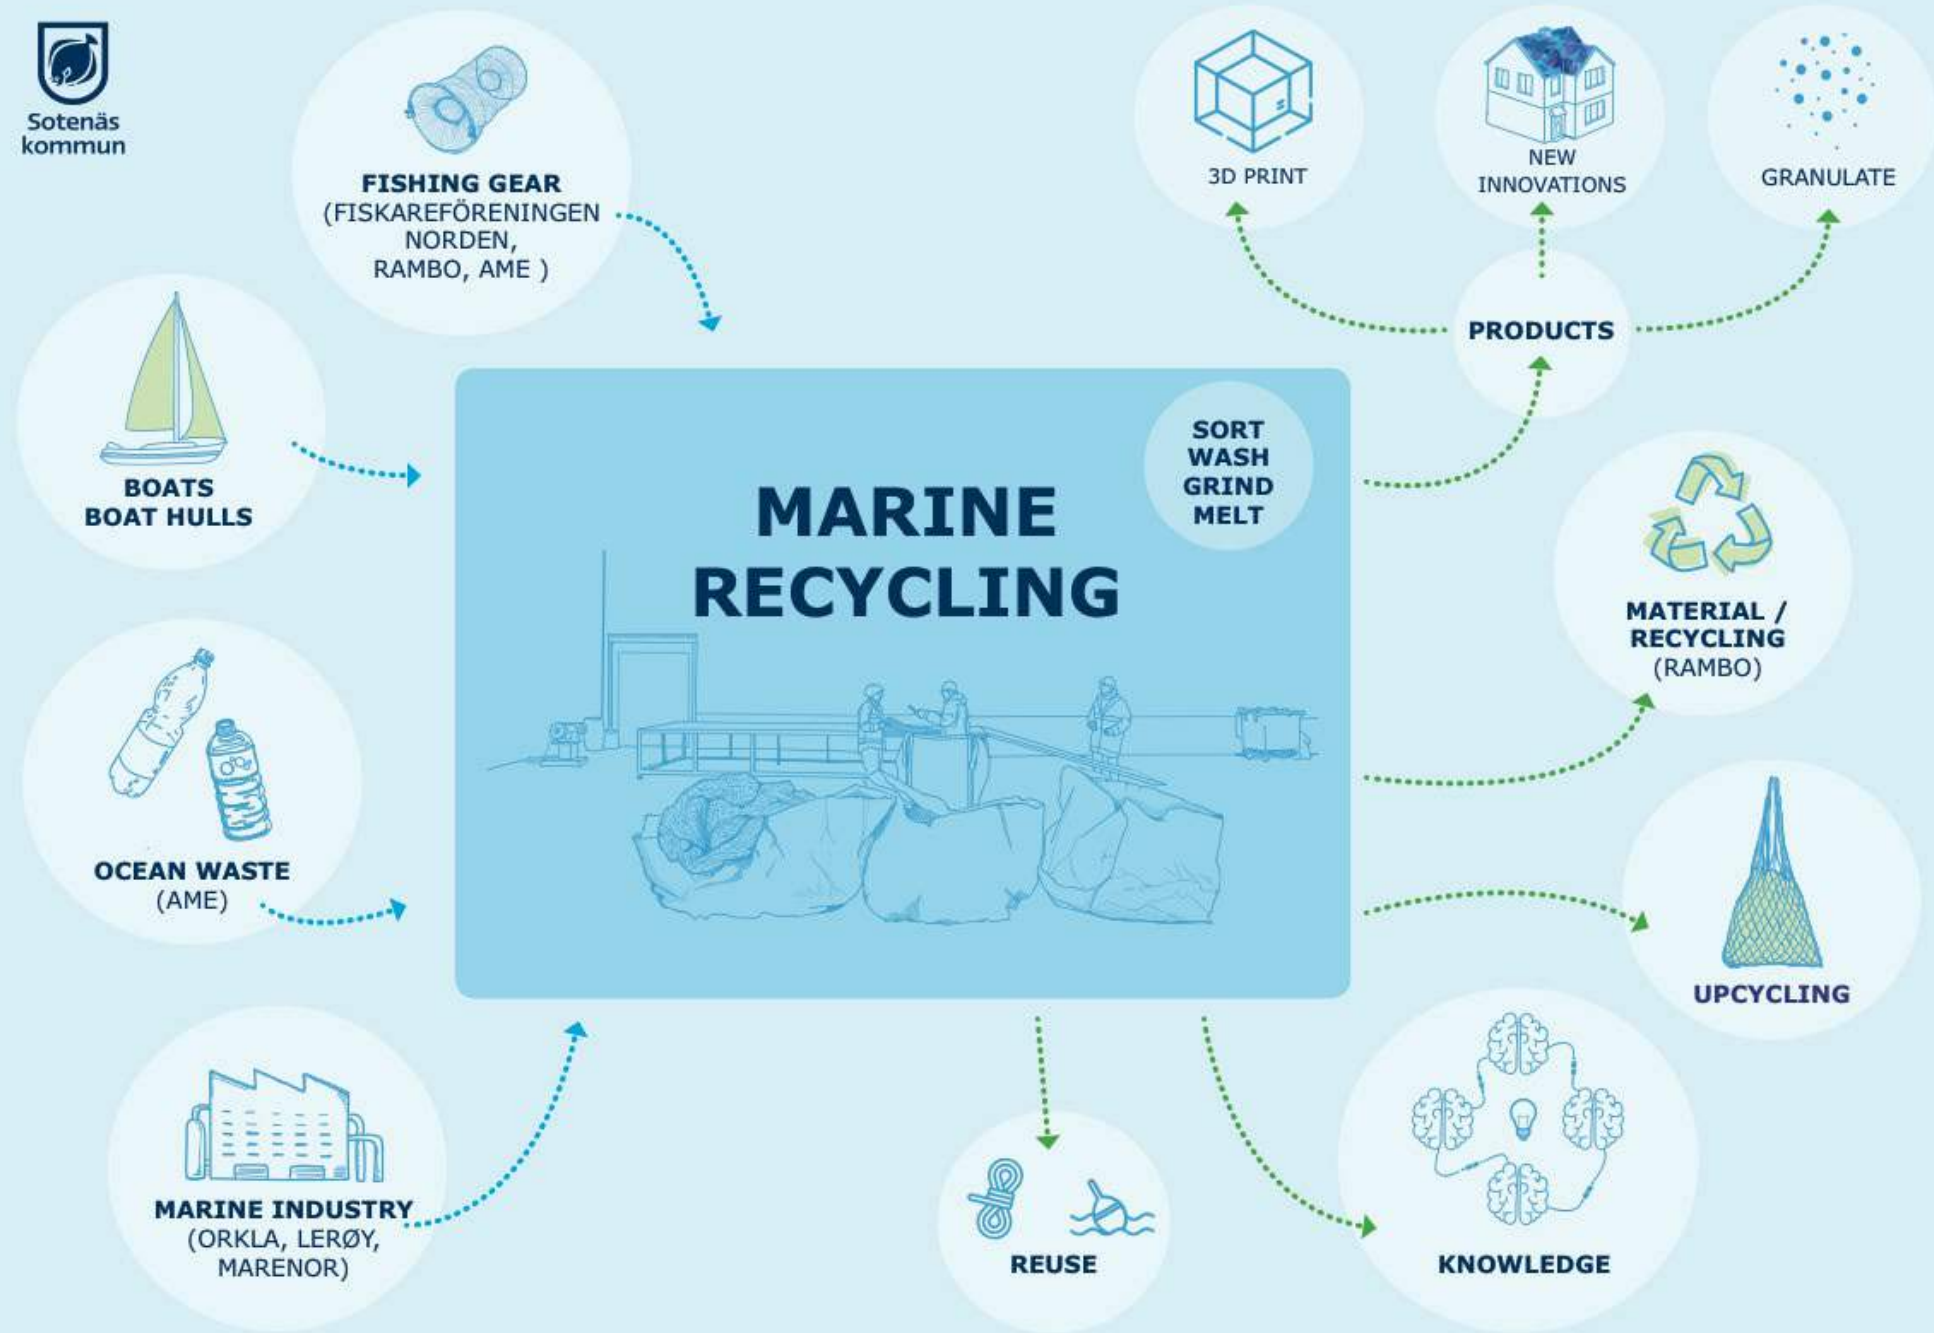 Sotenäs
kommun
FISHING GEAR
(FISKAREFÖRENINGEN
NORDEN,
RAMBO, AME )
3D PRINT
NEW
INNOVATIONS
GRANULATE
PRODUCTS
BOATS
BOAT HULLS
SORT
WASH
GRIND
MELT
MARINE
RECYCLING
MATERIAL /
RECYCLING
(RAMBO)
OCEAN WASTE
(AME)
UPCYCLING
MARINE INDUSTRY
(ORKLA, LERØY,
MARENOR)
REUSE
KNOWLEDGE